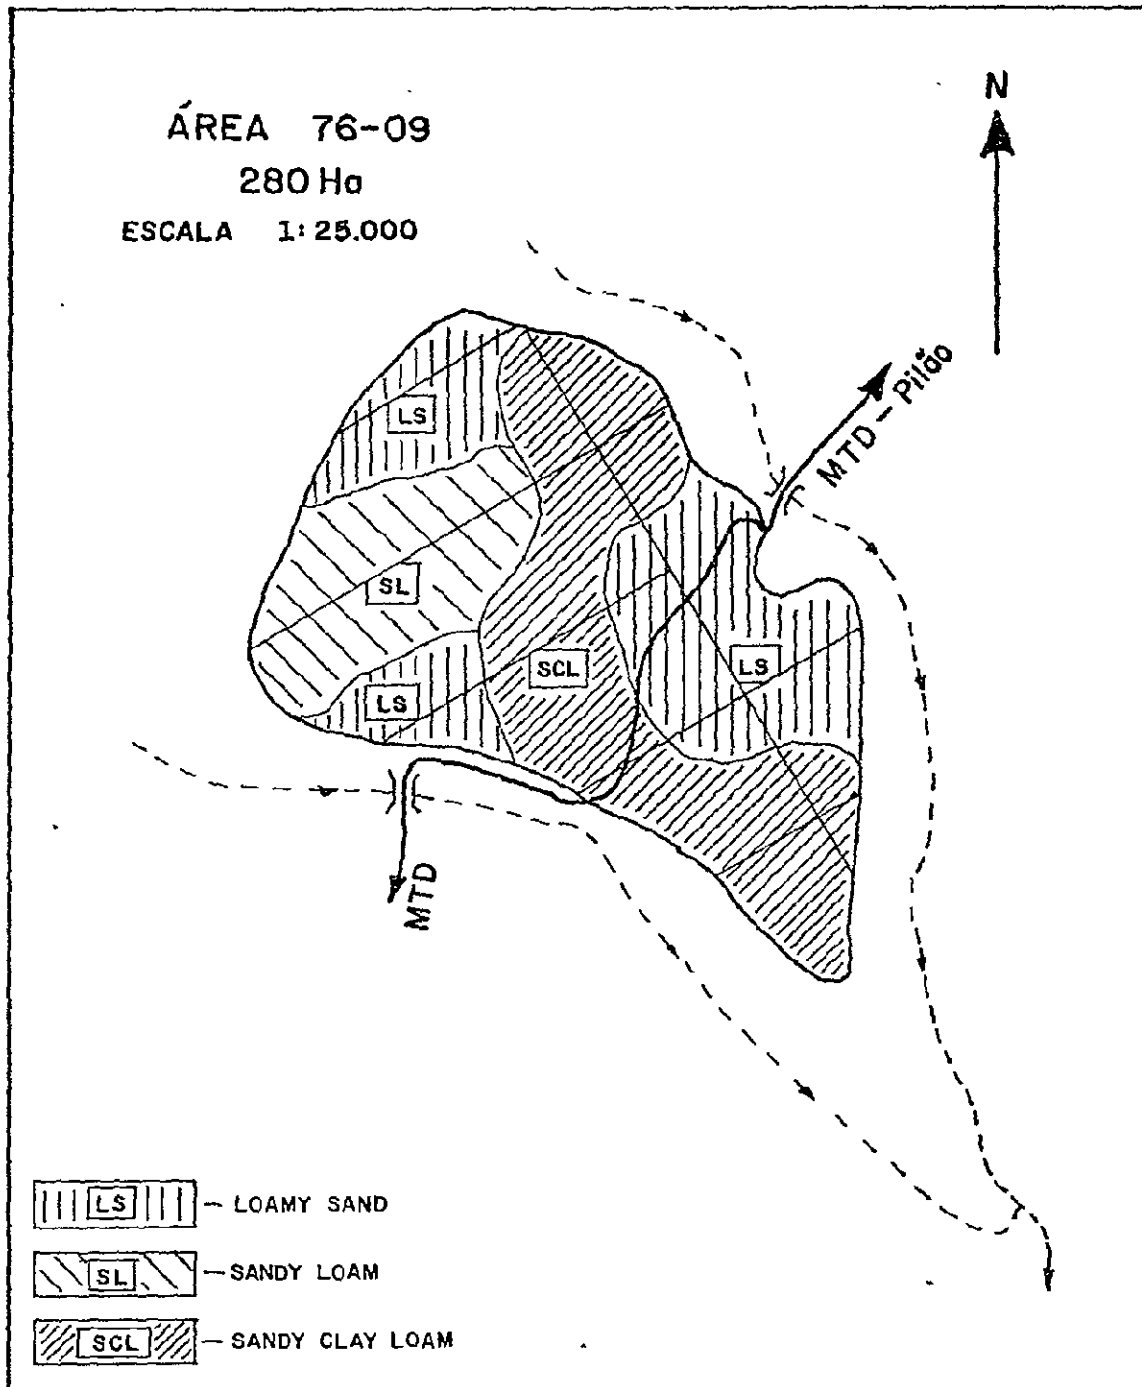 ÁREA 76-09
280 Ha
ESCALA 1:25.000
N
MTD - Pilão
LS
SL
SCL
LS
LS
MTD
LS - LOAMY SAND
SL - SANDY LOAM
SCL - SANDY CLAY LOAM